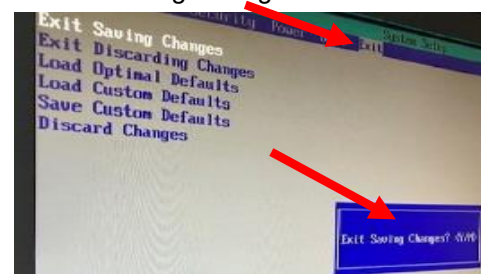 Security Power Exit
System Setup
Exit Saving Changes
Exit Discarding Changes
Load Optimal Defaults
Load Custom Defaults
Save Custom Defaults
Discard Changes
Exit Saving Changes? (Y/N)